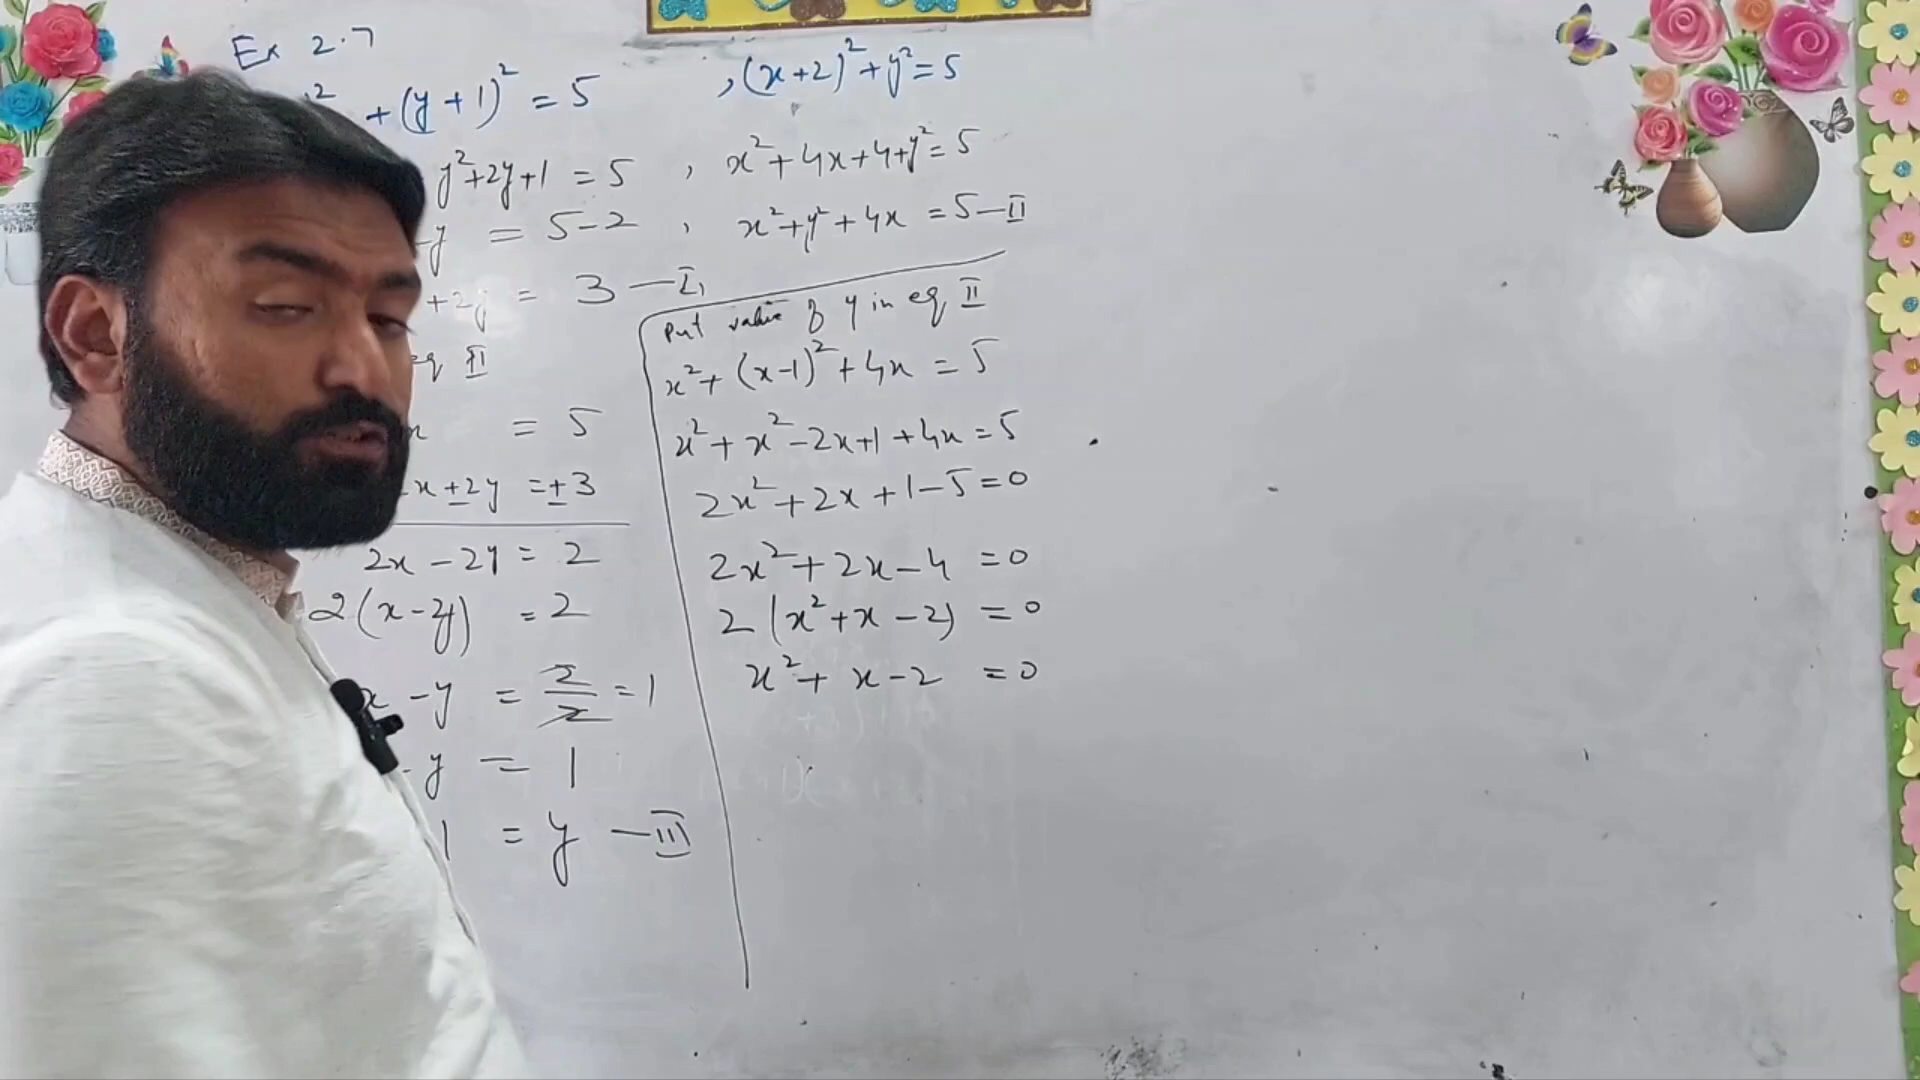 Ex 2.7
² + (y + 1)² = 5 , (x+2)² + y² = 5
y²+2y+1 = 5 , x² + 4x + 4 + y² = 5
-y = 5-2 , x² + y² + 4x = 5 — II
+2y = 3 — I,
eq II
= 5
x ± 2y = ± 3
2x - 2y = 2
2(x-y) = 2
x - y = 2/2 = 1
- y = 1
1 = y — III
Put value of y in eq II
x² + (x-1)² + 4x = 5
x² + x² - 2x + 1 + 4x = 5
2x² + 2x + 1 - 5 = 0
2x² + 2x - 4 = 0
2(x² + x - 2) = 0
x² + x - 2 = 0